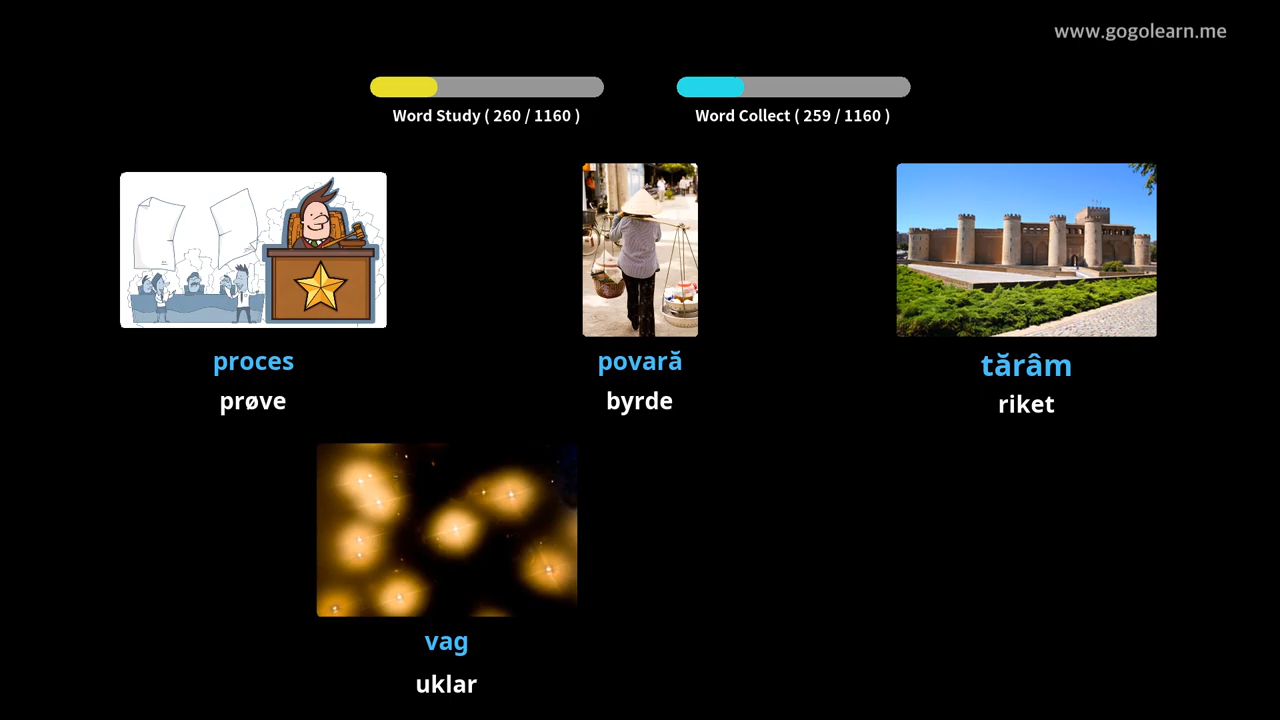 www.gogolearn.me
Word Study ( 260 / 1160 )
Word Collect ( 259 / 1160 )
proces
prøve
povară
byrde
tărâm
riket
vag
uklar